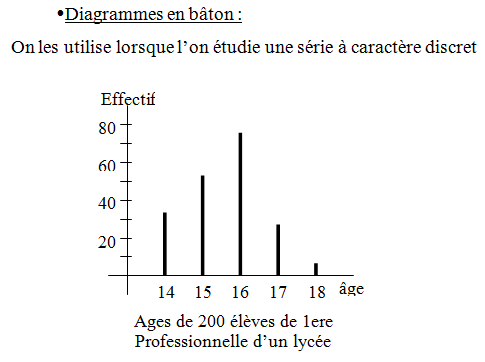 •Diagrammes en bâton :
On les utilise lorsque l'on étudie une série à caractère discret
Effectif
80
60
40
20
14 15 16 17 18 âge
Ages de 200 élèves de 1ere
Professionnelle d'un lycée